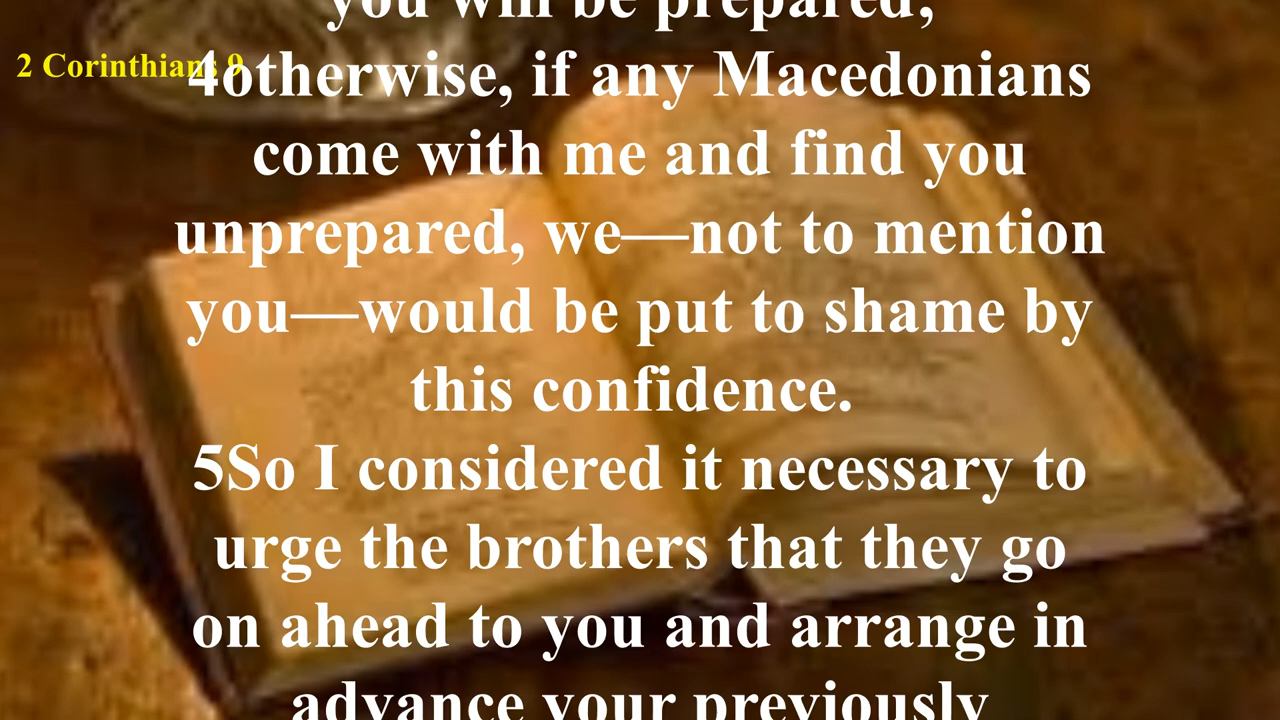 you will be prepared;
2 Corinthians 9
4otherwise, if any Macedonians
come with me and find you
unprepared, we—not to mention
you—would be put to shame by
this confidence.
5So I considered it necessary to
urge the brothers that they go
on ahead to you and arrange in
advance your previously